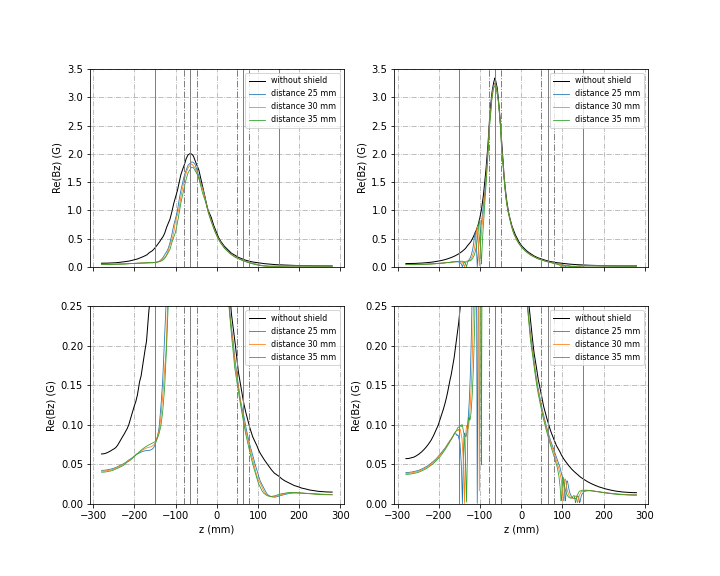 3.5
3.0
2.5
2.0
1.5
1.0
0.5
0.0
Re(Bz) (G)
without shield
distance 25 mm
distance 30 mm
distance 35 mm
3.5
3.0
2.5
2.0
1.5
1.0
0.5
0.0
Re(Bz) (G)
without shield
distance 25 mm
distance 30 mm
distance 35 mm
0.25
0.20
0.15
0.10
0.05
0.00
Re(Bz) (G)
without shield
distance 25 mm
distance 30 mm
distance 35 mm
−300 −200 −100 0 100 200 300
z (mm)
0.25
0.20
0.15
0.10
0.05
0.00
Re(Bz) (G)
without shield
distance 25 mm
distance 30 mm
distance 35 mm
−300 −200 −100 0 100 200 300
z (mm)